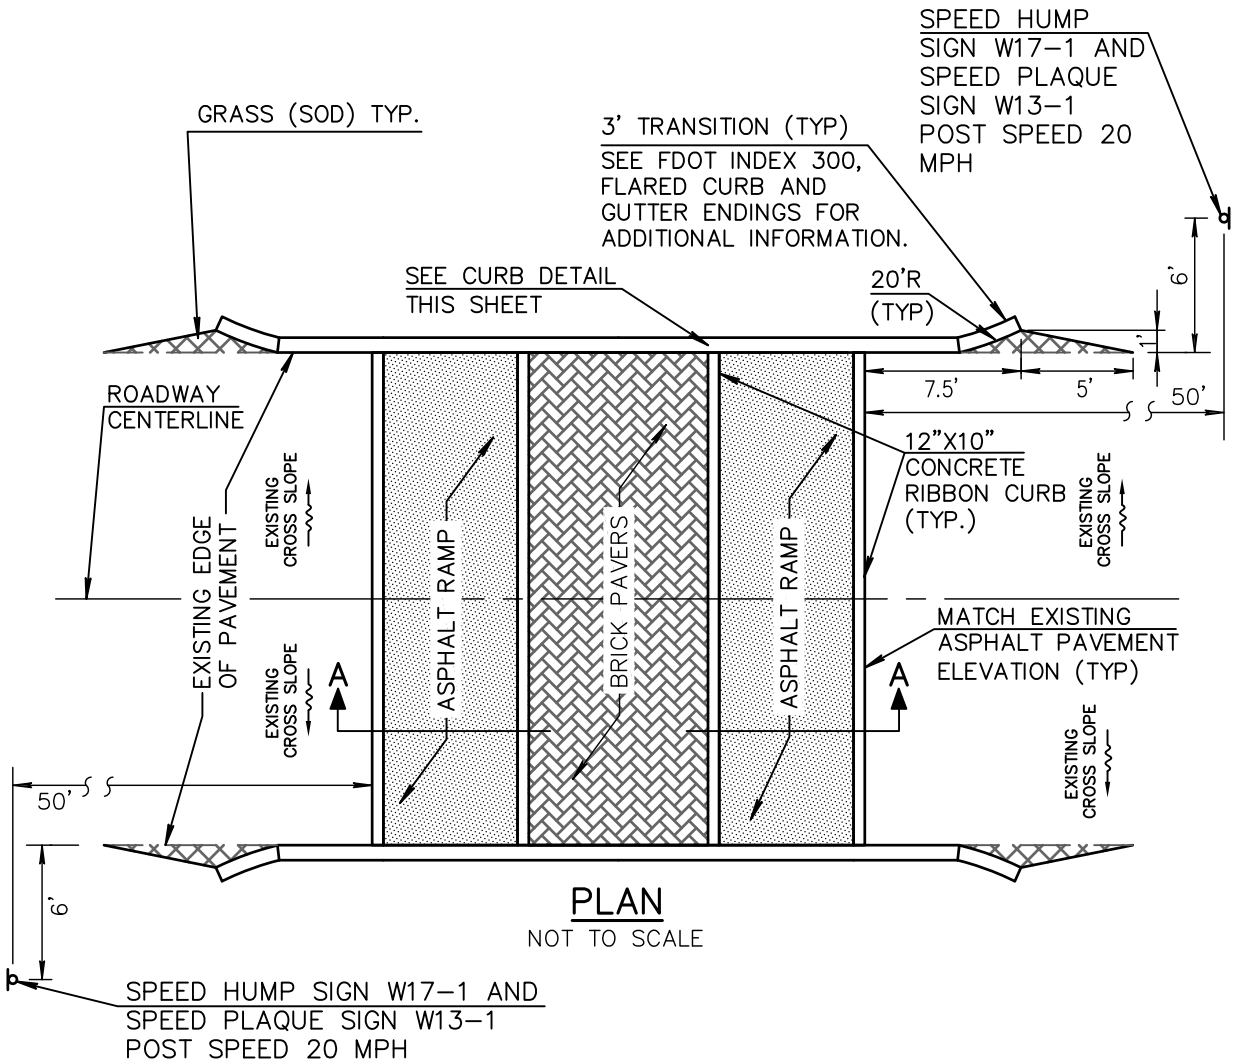 SPEED HUMP
SIGN W17-1 AND
SPEED PLAQUE
SIGN W13-1
POST SPEED 20
MPH
GRASS (SOD) TYP.
3' TRANSITION (TYP)
SEE FDOT INDEX 300,
FLARED CURB AND
GUTTER ENDINGS FOR
ADDITIONAL INFORMATION.
SEE CURB DETAIL
THIS SHEET
20'R
(TYP)
6'
1'
7.5'
5'
50'
ROADWAY
CENTERLINE
12"X10"
CONCRETE
RIBBON CURB
(TYP.)
EXISTING
CROSS SLOPE
EXISTING
CROSS SLOPE
EXISTING EDGE
OF PAVEMENT
ASPHALT RAMP
BRICK PAVERS
ASPHALT RAMP
MATCH EXISTING
ASPHALT PAVEMENT
ELEVATION (TYP)
EXISTING
CROSS SLOPE
A
A
EXISTING
CROSS SLOPE
50'
6'
PLAN
NOT TO SCALE
SPEED HUMP SIGN W17-1 AND
SPEED PLAQUE SIGN W13-1
POST SPEED 20 MPH